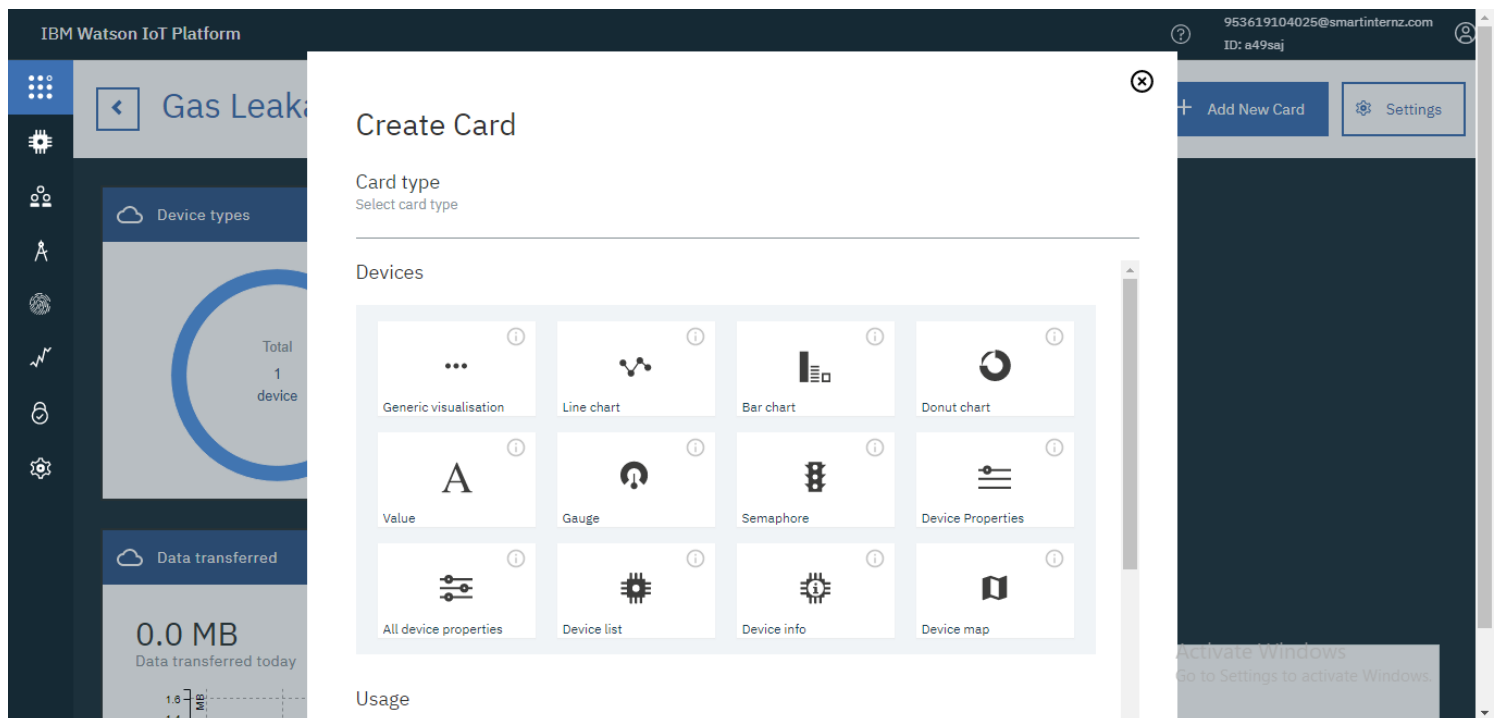 IBM Watson IoT Platform
953619104025@smartinternz.com
ID: a49saj
Gas Leaka
Add New Card
Settings
Create Card
Card type
Select card type
Device types
Total
1
device
Devices
Generic visualisation
Line chart
Bar chart
Donut chart
Value
Gauge
Semaphore
Device Properties
All device properties
Device list
Device info
Device map
Data transferred
0.0 MB
Data transferred today
1.6
MB
Usage
Activate Windows
Go to Settings to activate Windows.